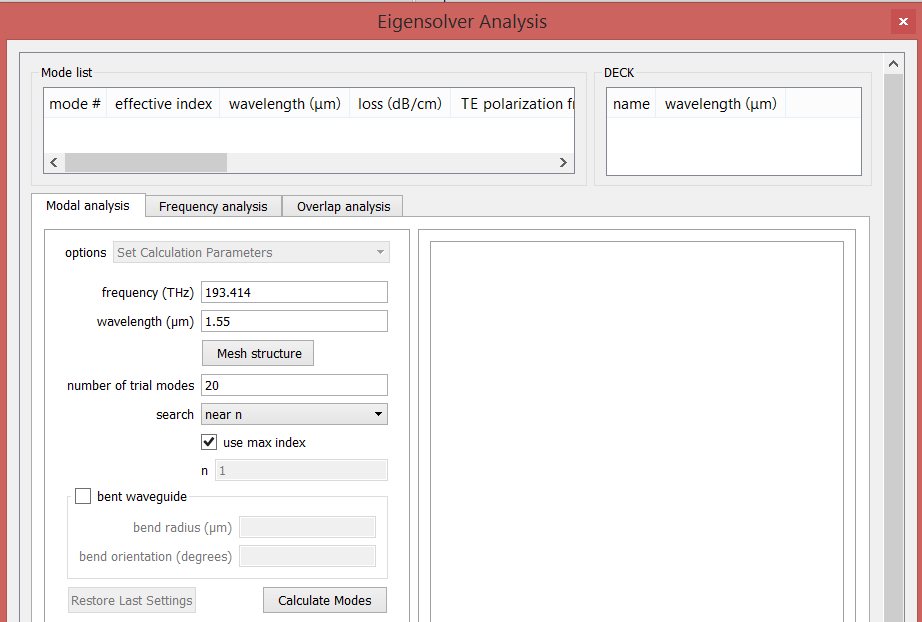 Eigensolver Analysis
Mode list
DECK
mode # effective index wavelength (µm) loss (dB/cm) TE polarization fr
name wavelength (µm)
Modal analysis Frequency analysis Overlap analysis
options Set Calculation Parameters
frequency (THz) 193.414
wavelength (µm) 1.55
Mesh structure
number of trial modes 20
search near n
use max index
n 1
bent waveguide
bend radius (µm)
bend orientation (degrees)
Restore Last Settings Calculate Modes